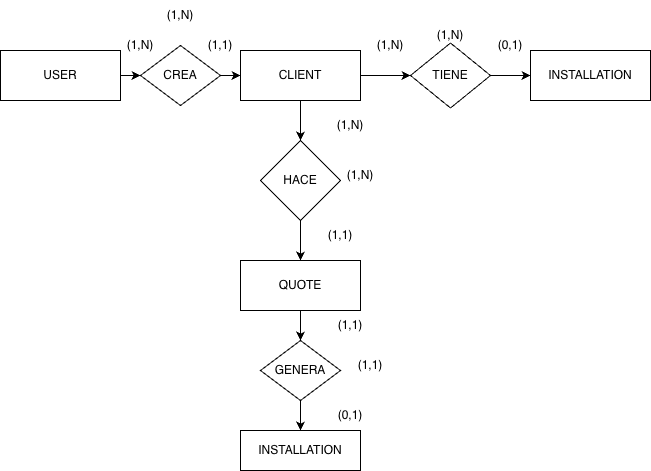 (1,N)
(1,N)
(1,1)
(1,N)
(1,N)
(0,1)
USER
CREA
CLIENT
TIENE
INSTALLATION
(1,N)
HACE
(1,N)
(1,1)
QUOTE
(1,1)
GENERA
(1,1)
(0,1)
INSTALLATION